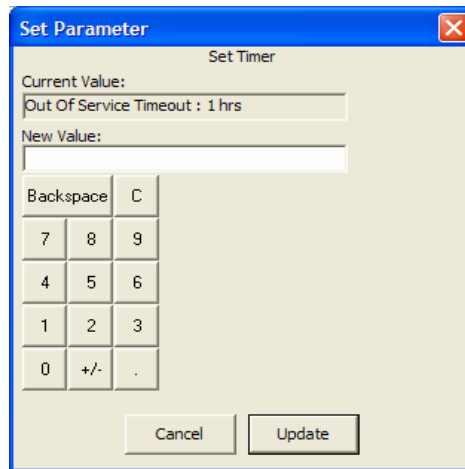 Set Parameter
Set Timer
Current Value:
Out Of Service Timeout : 1 hrs
New Value:
Backspace C
7 8 9
4 5 6
1 2 3
0 +/- .
Cancel Update